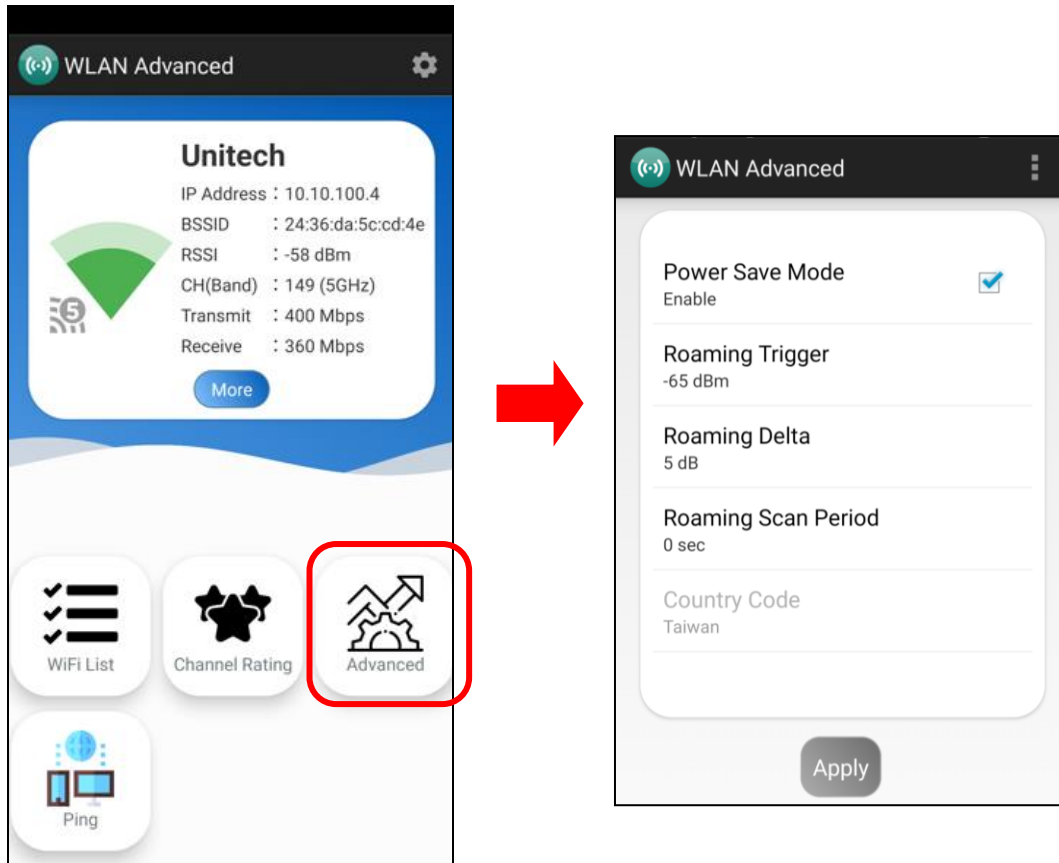 WLAN Advanced
Unitech
IP Address : 10.10.100.4
BSSID : 24:36:da:5c:cd:4e
RSSI : -58 dBm
CH(Band) : 149 (5GHz)
Transmit : 400 Mbps
Receive : 360 Mbps
5
More
WiFi List
Channel Rating
Advanced
Ping
WLAN Advanced
Power Save Mode
Enable
Roaming Trigger
-65 dBm
Roaming Delta
5 dB
Roaming Scan Period
0 sec
Country Code
Taiwan
Apply